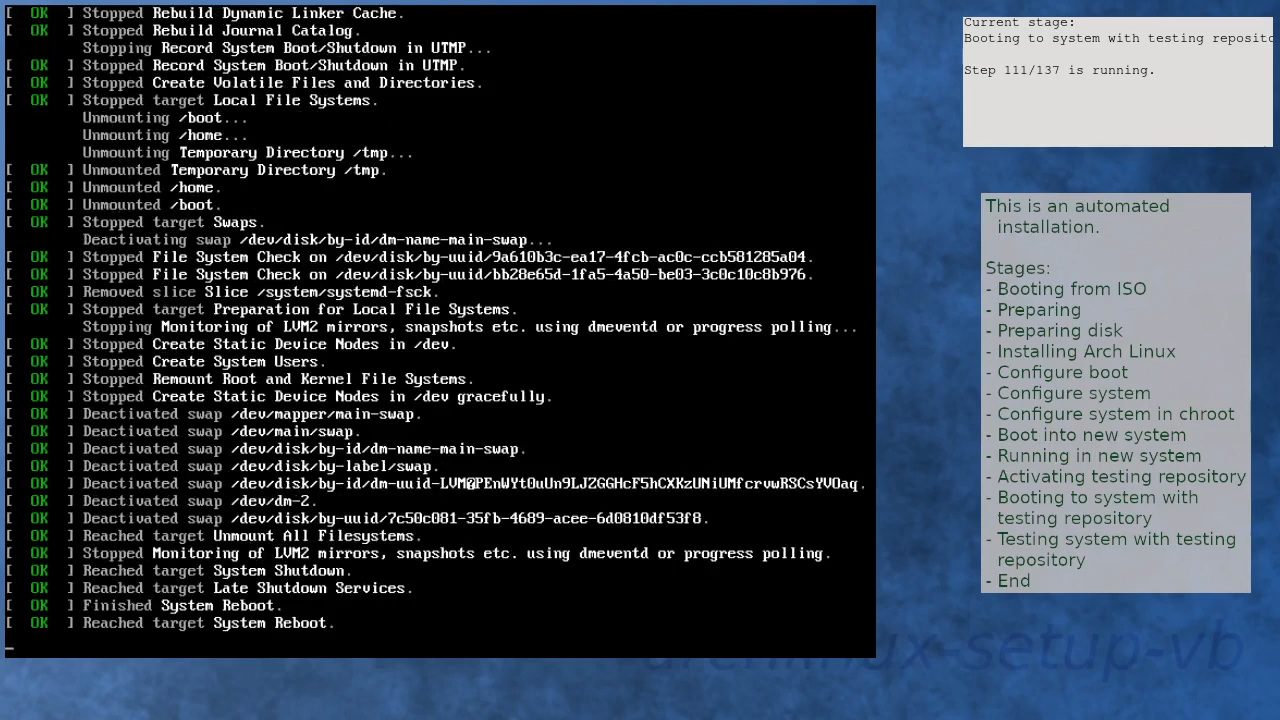 [  OK  ] Stopped Rebuild Dynamic Linker Cache.
[  OK  ] Stopped Rebuild Journal Catalog.
Stopping Record System Boot/Shutdown in UTMP...
[  OK  ] Stopped Record System Boot/Shutdown in UTMP.
[  OK  ] Stopped Create Volatile Files and Directories.
[  OK  ] Stopped target Local File Systems.
Unmounting /boot...
Unmounting /home...
Unmounting Temporary Directory /tmp...
[  OK  ] Unmounted Temporary Directory /tmp.
[  OK  ] Unmounted /home.
[  OK  ] Unmounted /boot.
[  OK  ] Stopped target Swaps.
Deactivating swap /dev/disk/by-id/dm-name-main-swap...
[  OK  ] Stopped File System Check on /dev/disk/by-uuid/9a610b3c-ea17-4fcb-ac0c-ccb581285a04.
[  OK  ] Stopped File System Check on /dev/disk/by-uuid/bb28e65d-1fa5-4a50-be03-3c0c10c8b976.
[  OK  ] Removed slice Slice /system/systemd-fsck.
[  OK  ] Stopped target Preparation for Local File Systems.
Stopping Monitoring of LVM2 mirrors, snapshots etc. using dmeventd or progress polling...
[  OK  ] Stopped Create Static Device Nodes in /dev.
[  OK  ] Stopped Create System Users.
[  OK  ] Stopped Remount Root and Kernel File Systems.
[  OK  ] Stopped Create Static Device Nodes in /dev gracefully.
[  OK  ] Deactivated swap /dev/mapper/main-swap.
[  OK  ] Deactivated swap /dev/main/swap.
[  OK  ] Deactivated swap /dev/disk/by-id/dm-name-main-swap.
[  OK  ] Deactivated swap /dev/disk/by-label/swap.
[  OK  ] Deactivated swap
[  OK  ] Deactivated swap /dev/dm-2.
[  OK  ] Deactivated swap /dev/disk/by-uuid/7c50c081-35fb-4689-acee-6d0810df53f8.
[  OK  ] Reached target Unmount All Filesystems.
[  OK  ] Stopped Monitoring of LVM2 mirrors, snapshots etc. using dmeventd or progress polling.
[  OK  ] Reached target System Shutdown.
[  OK  ] Reached target Late Shutdown Services.
[  OK  ] Finished System Reboot.
[  OK  ] Reached target System Reboot.
Current stage:
Booting to system with testing reposito
Step 111/137 is running.
This is an automated
installation.
Stages:
- Booting from ISO
- Preparing
- Preparing disk
- Installing Arch Linux
- Configure boot
- Configure system
- Configure system in chroot
- Boot into new system
- Running in new system
- Activating testing repository
- Booting to system with
testing repository
- Testing system with testing
repository
- End
archlinux-setup-vb